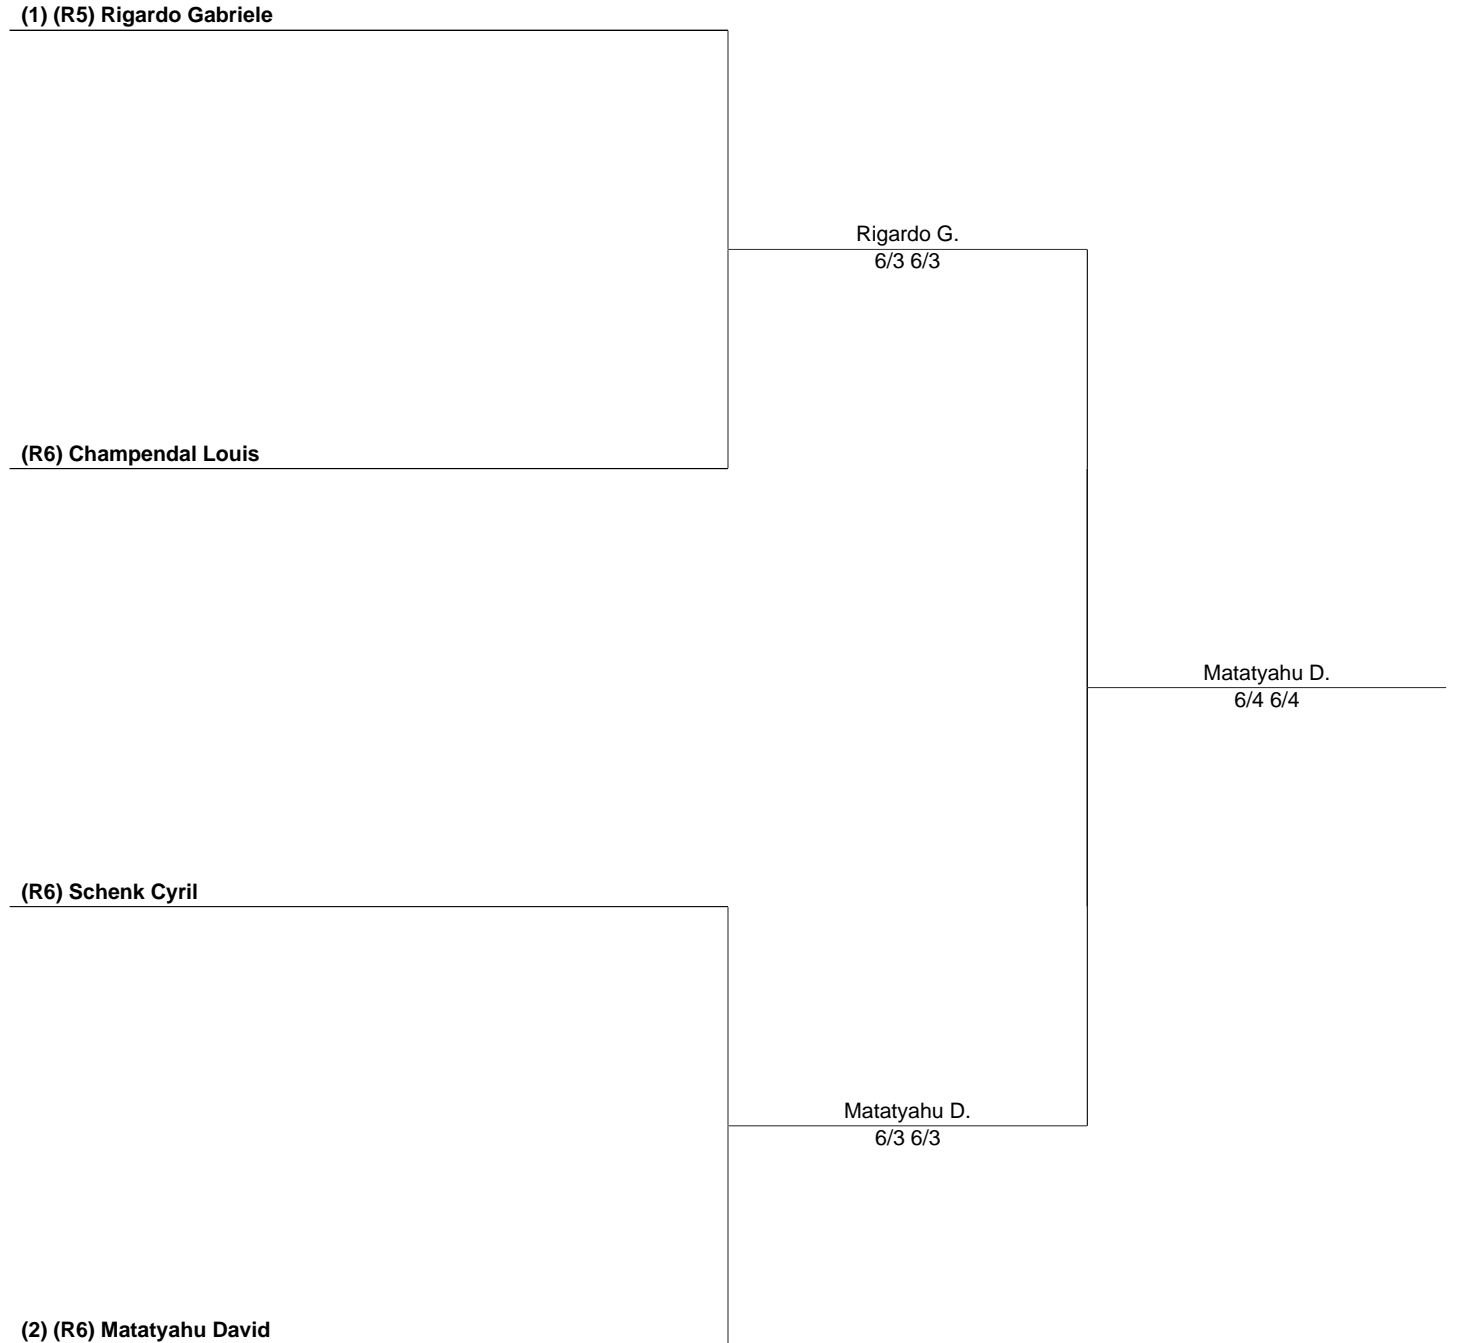 (1) (R5) Rigardo Gabriele
Rigardo G.
6/3 6/3
(R6) Champendal Louis
Matatyahu D.
6/4 6/4
(R6) Schenk Cyril
Matatyahu D.
6/3 6/3
(2) (R6) Matatyahu David